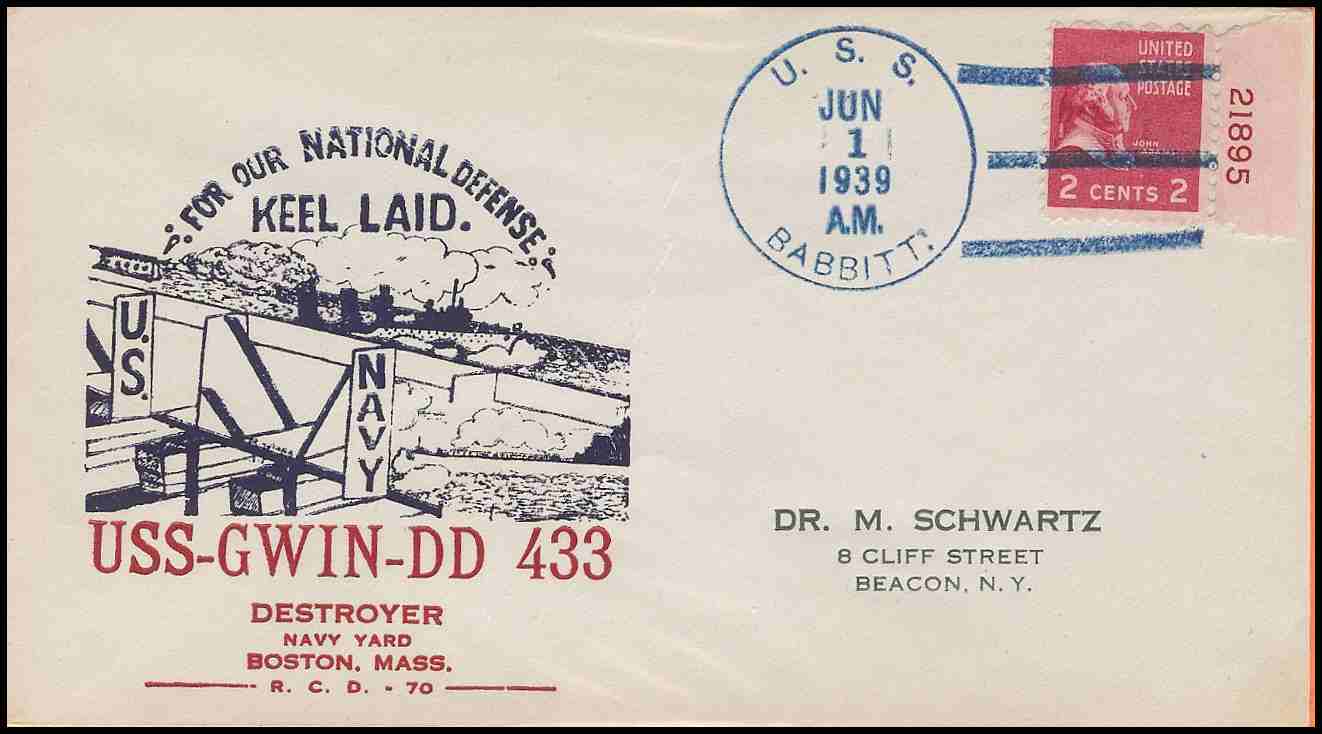 FOR OUR NATIONAL DEFENSE
KEEL LAID.
U.S.
NAVY
USS-GWIN-DD 433
DESTROYER
NAVY YARD
BOSTON, MASS.
R. C. D. - 70
U. S. S.
JUN
1
1939
A.M.
BABBITT.
UNITED
STATES
POSTAGE
JOHN
ADAMS
2 CENTS 2
21895
DR. M. SCHWARTZ
8 CLIFF STREET
BEACON, N. Y.